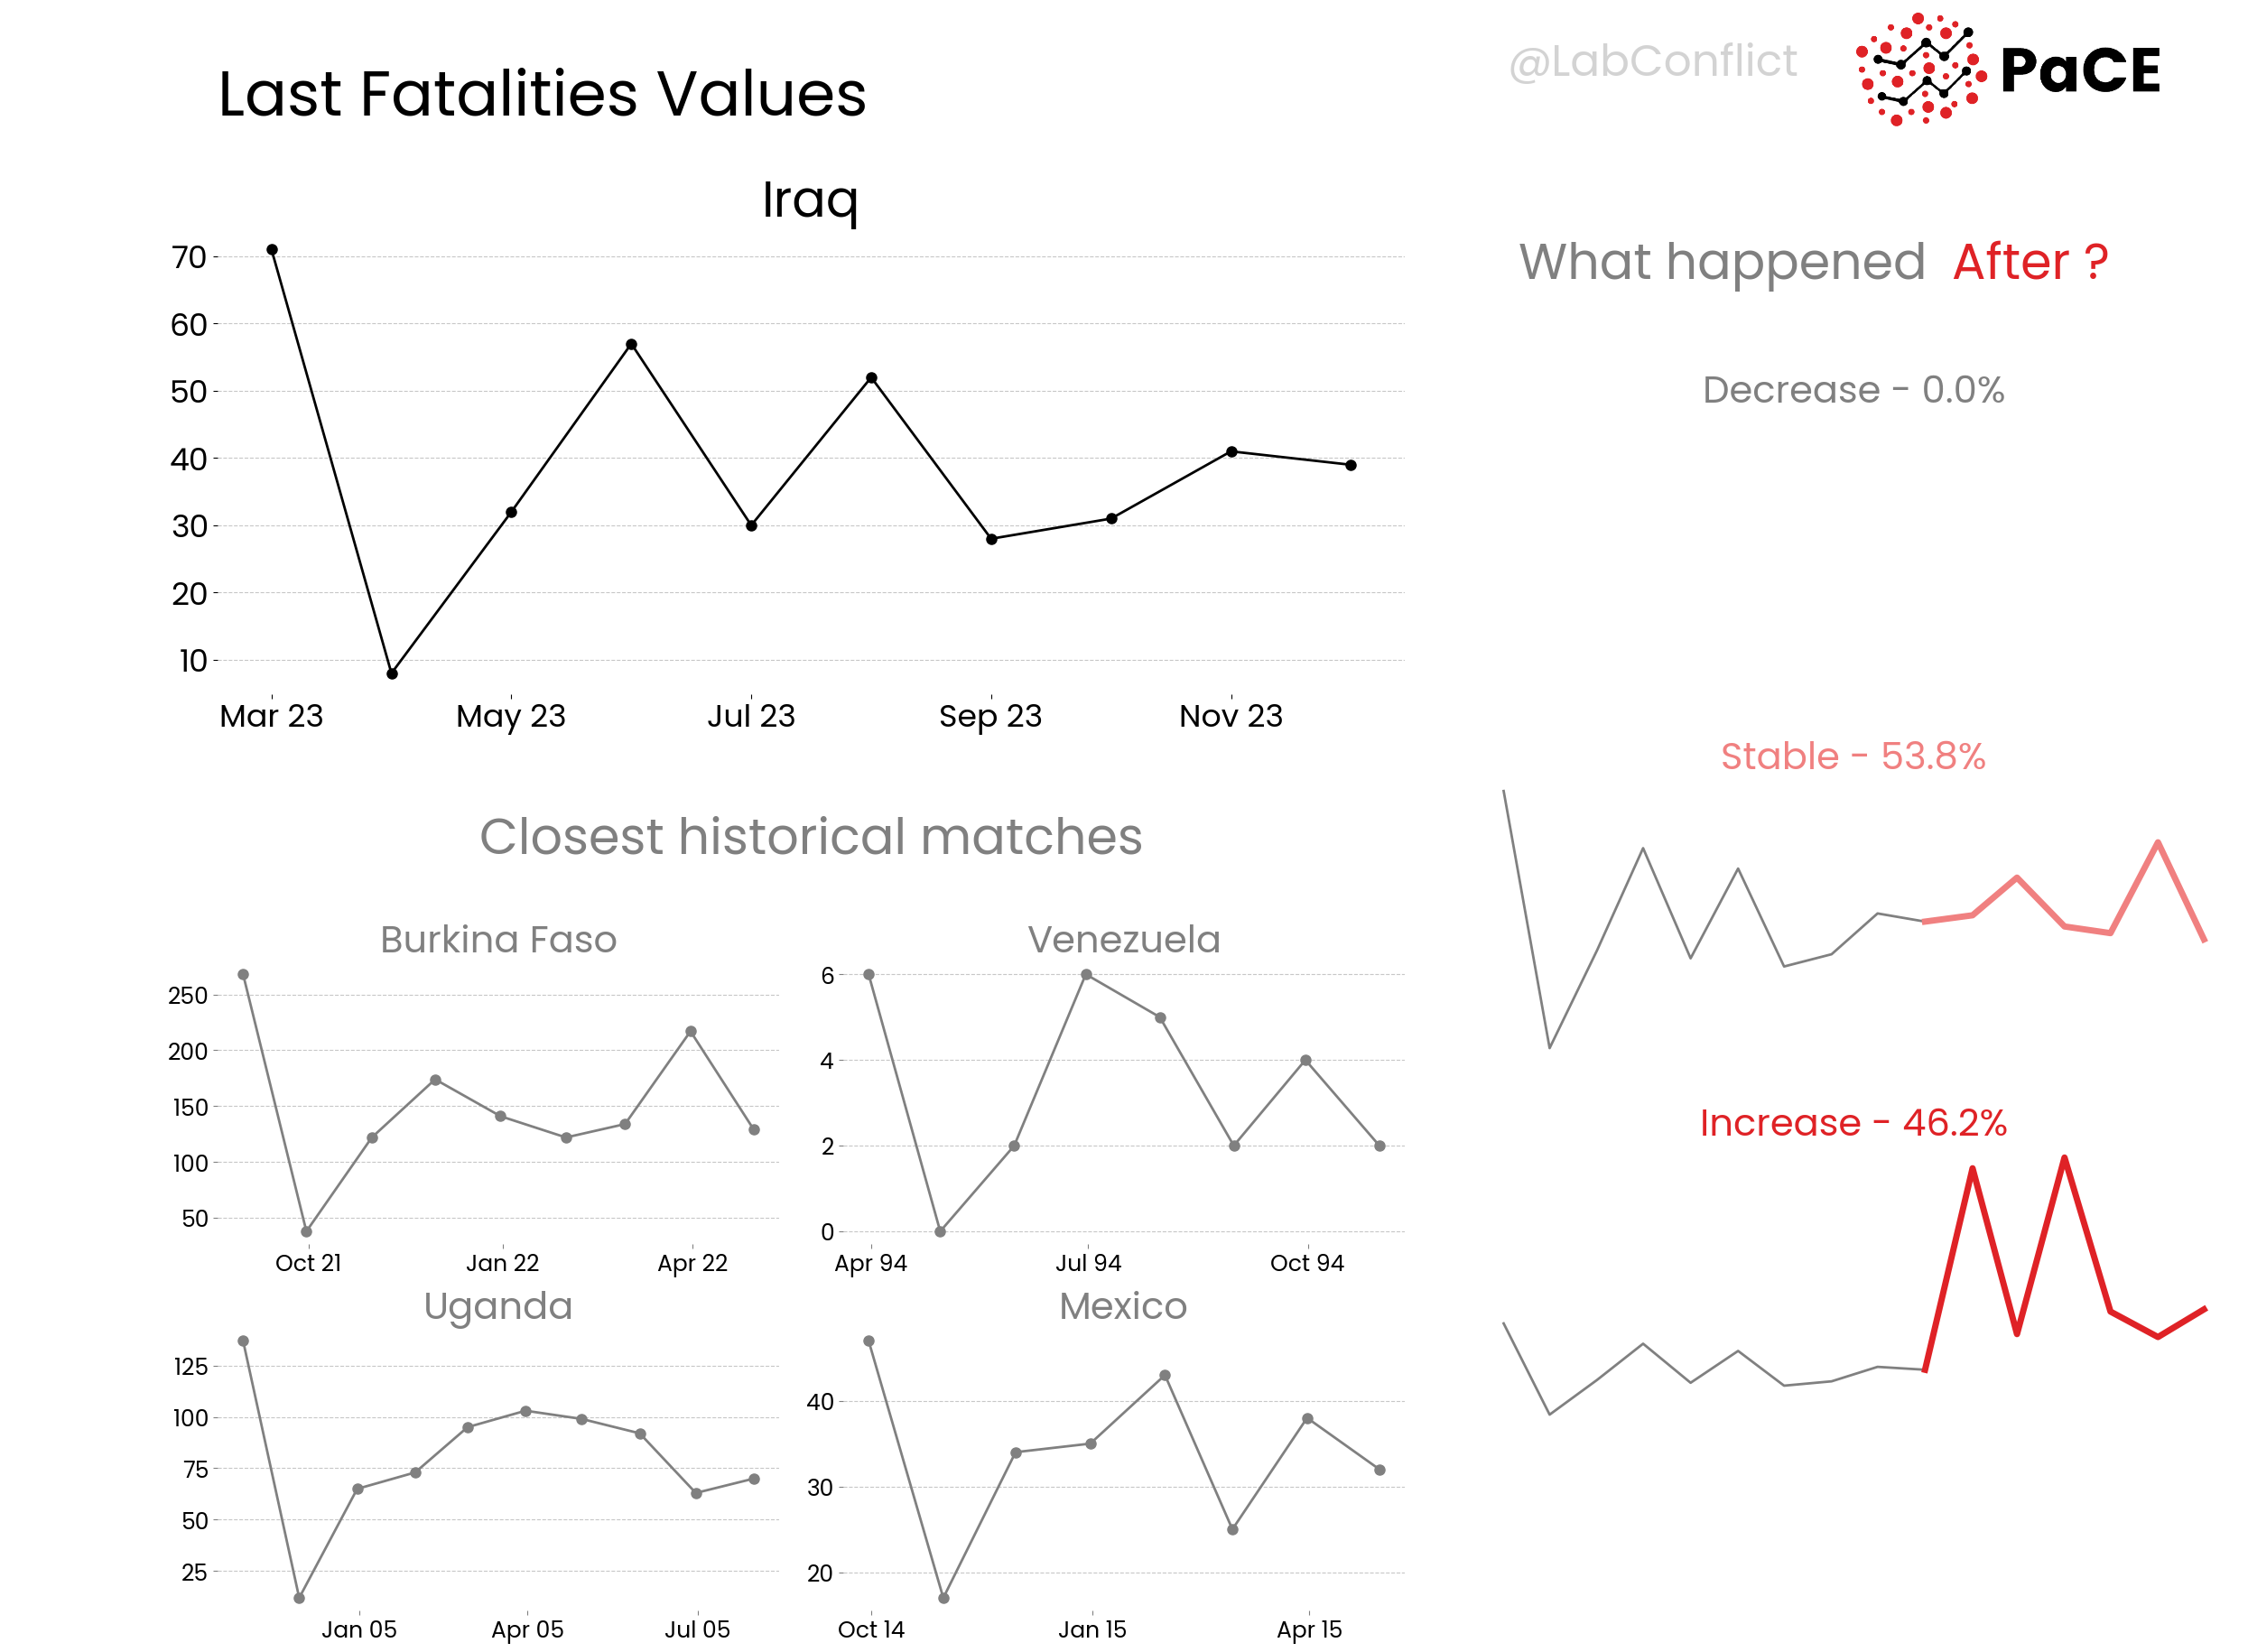 @LabConflict
PaCE
Last Fatalities Values
Iraq
70
60
50
40
30
20
10
Mar 23 May 23 Jul 23 Sep 23 Nov 23
What happened After ?
Decrease - 0.0%
Stable - 53.8%
Increase - 46.2%
Closest historical matches
Burkina Faso
250
200
150
100
50
Oct 21 Jan 22 Apr 22
Venezuela
6
4
2
0
Apr 94 Jul 94 Oct 94
Uganda
125
100
75
50
25
Jan 05 Apr 05 Jul 05
Mexico
40
30
20
Oct 14 Jan 15 Apr 15